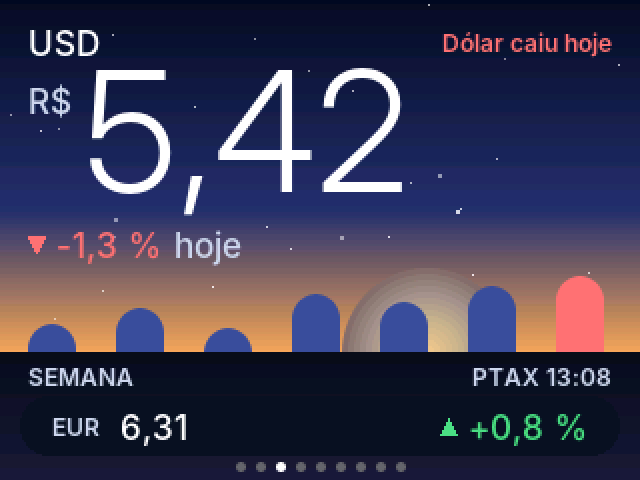 USD
Dólar caiu hoje
R$ 5,42
▼ -1,3 % hoje
SEMANA
PTAX 13:08
EUR 6,31
▲ +0,8 %